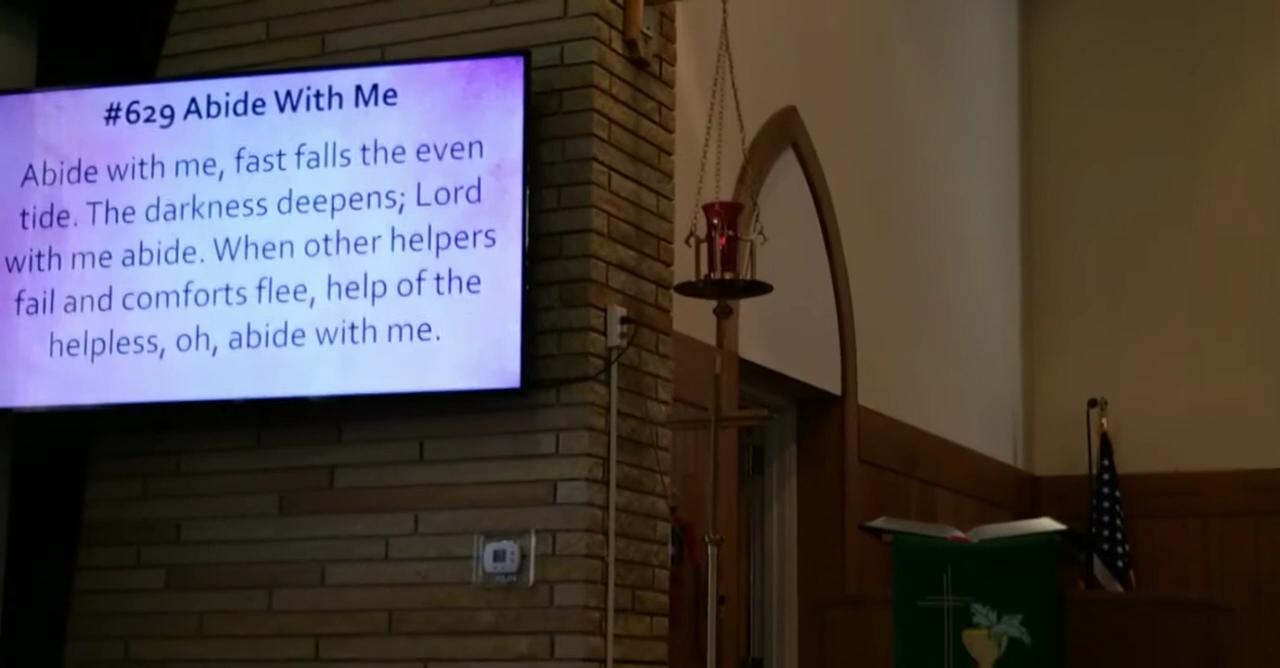 #629 Abide With Me
Abide with me, fast falls the even
tide. The darkness deepens; Lord
with me abide. When other helpers
fail and comforts flee, help of the
helpless, oh, abide with me.